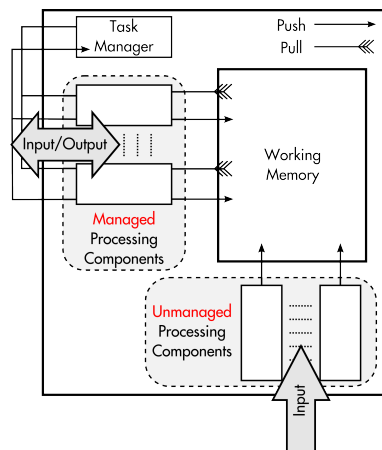 Task
Manager
Push
Pull
Input/Output
Working
Memory
Managed
Processing
Components
Unmanaged
Processing
Components
Input